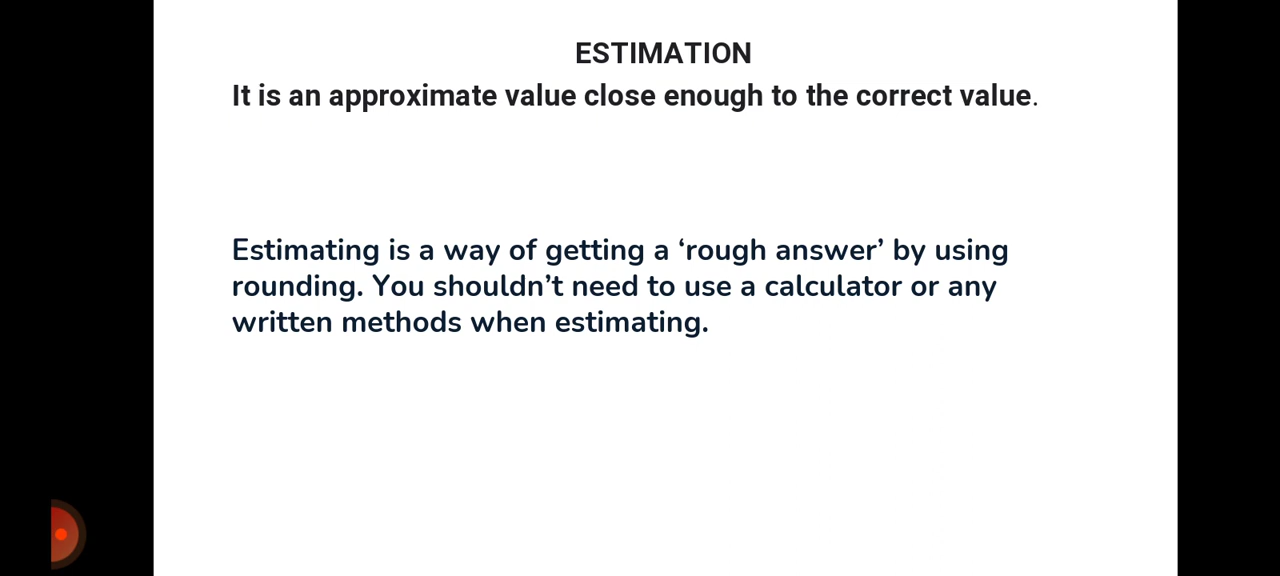 ESTIMATION
It is an approximate value close enough to the correct value.
Estimating is a way of getting a ‘rough answer’ by using
rounding. You shouldn’t need to use a calculator or any
written methods when estimating.